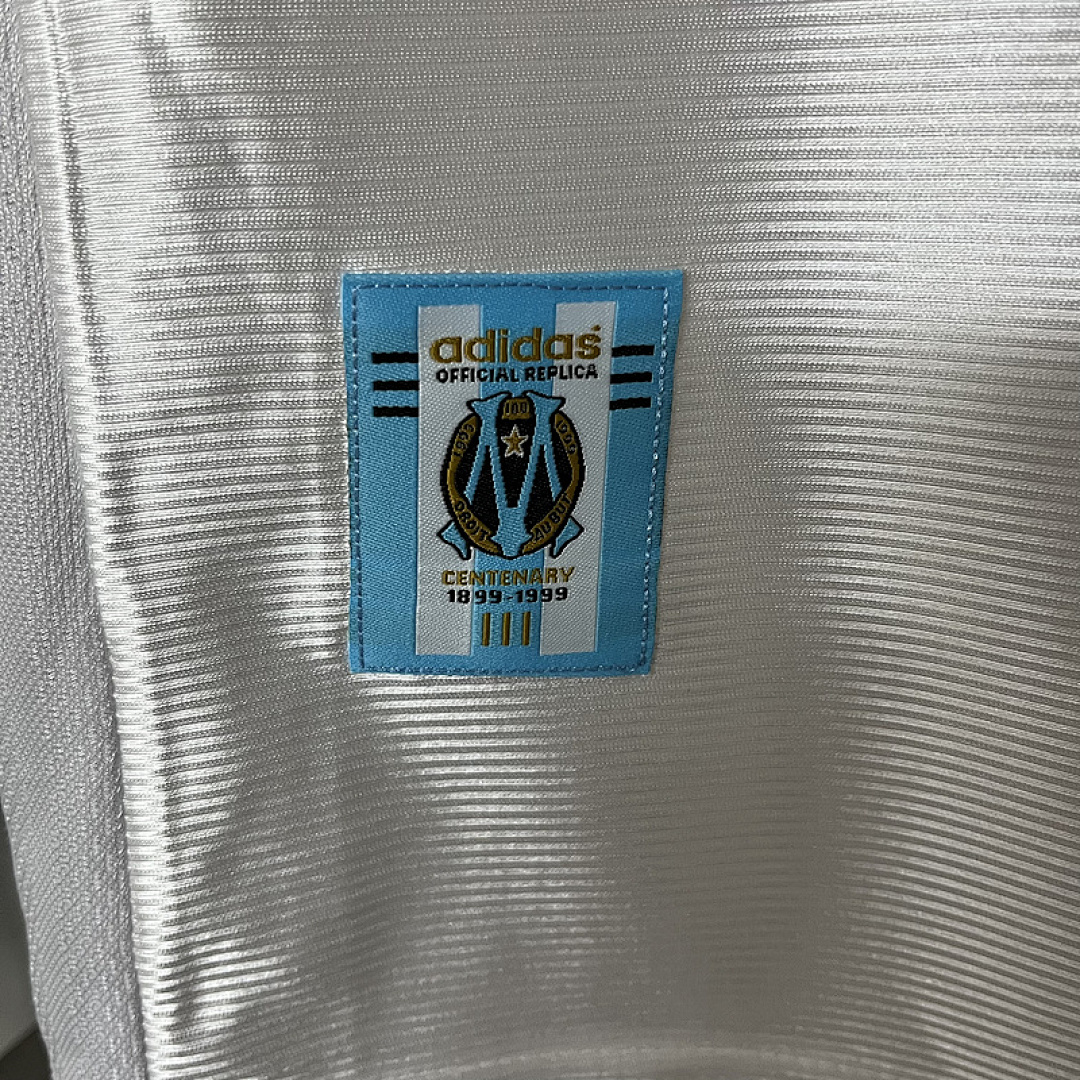 adidas
OFFICIAL REPLICA
100
DROIT AU BUT
CENTENARY
1899-1999